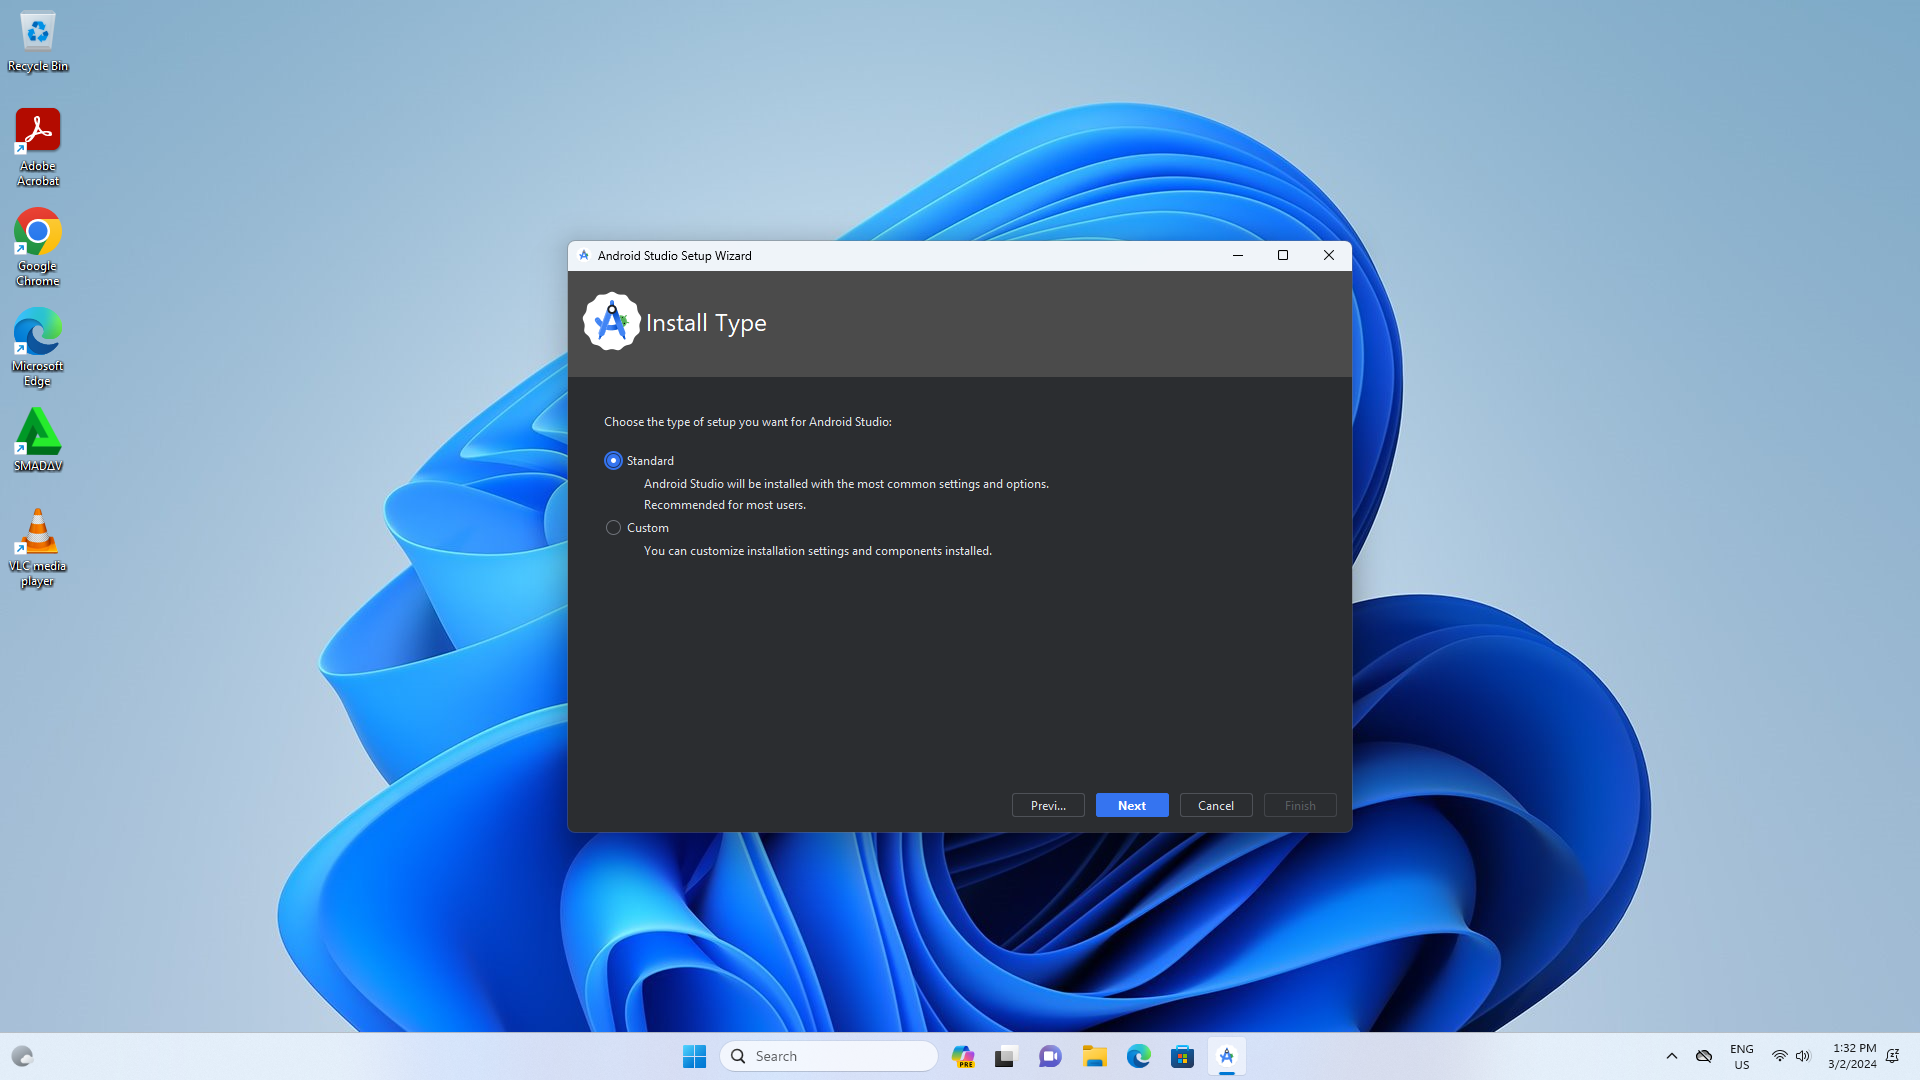 Recycle Bin
Adobe
Acrobat
Google
Chrome
Microsoft
Edge
SMADΔV
VLC media
player
Android Studio Setup Wizard
Install Type
Choose the type of setup you want for Android Studio:
Standard
Android Studio will be installed with the most common settings and options.
Recommended for most users.
Custom
You can customize installation settings and components installed.
Previ...
Next
Cancel
Finish
Search
PRE
ENG
US
1:32 PM
3/2/2024